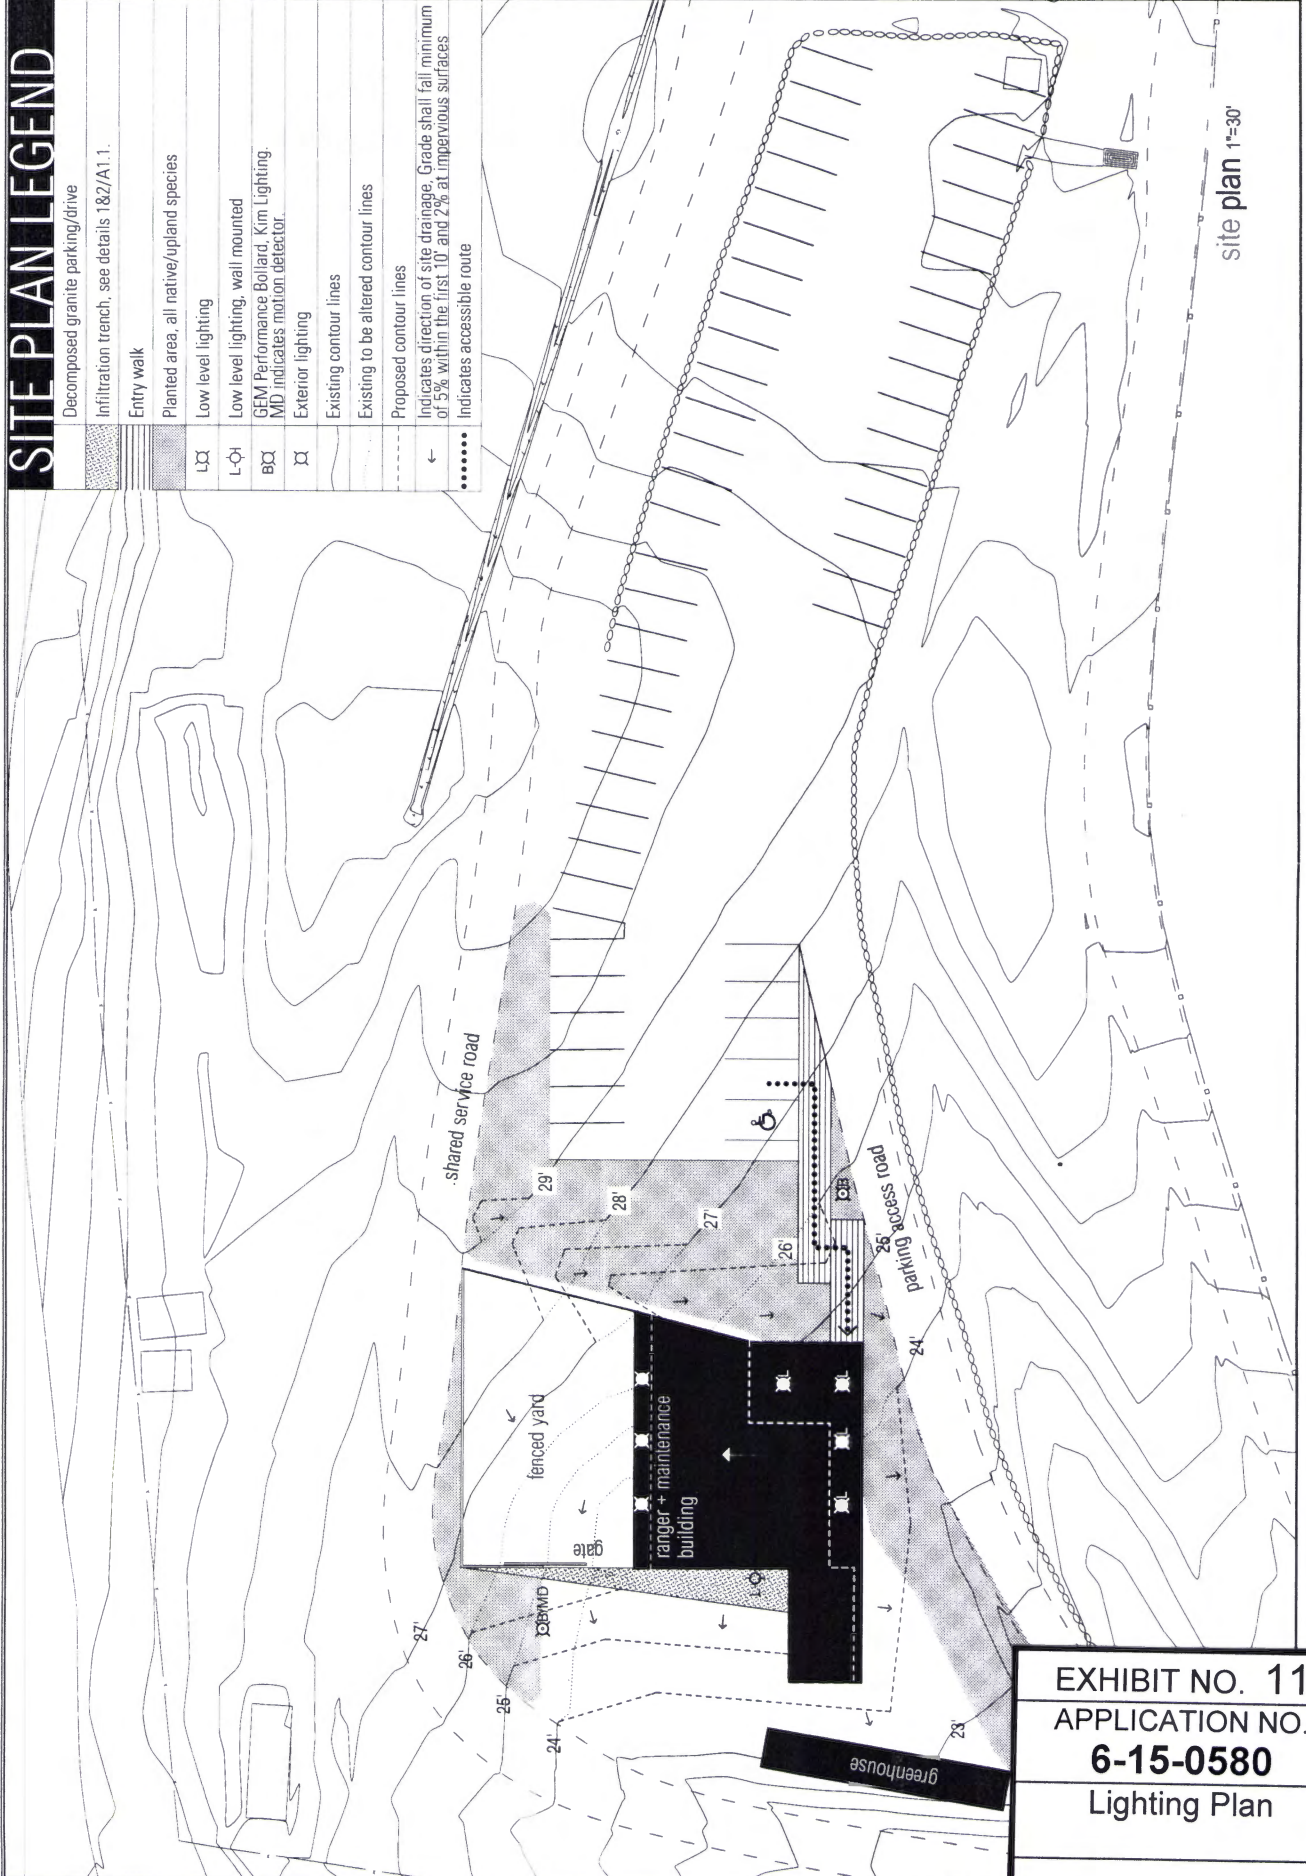 SITE PLAN LEGEND
Decomposed granite parking/drive
Infiltration trench, see details 1&2/A1.1.
Entry walk
Planted area, all native/upland species
L Low level lighting
L Low level lighting, wall mounted
B GEM Performance Bollard, Kim Lighting.
MD indicates motion detector.
Exterior lighting
Existing contour lines
Existing to be altered contour lines
Proposed contour lines
← Indicates direction of site drainage, Grade shall fall minimum
of 5% within the first 10' and 2% at impervious surfaces
Indicates accessible route
site plan 1"=30'
shared service road
29'
28'
27'
26'
B
25'
parking access road
24'
fenced yard
gate
ranger + maintenance
building
L
L
L
L
L
B/MD
27'
26'
25'
24'
23'
greenhouse
EXHIBIT NO. 11
APPLICATION NO.
6-15-0580
Lighting Plan